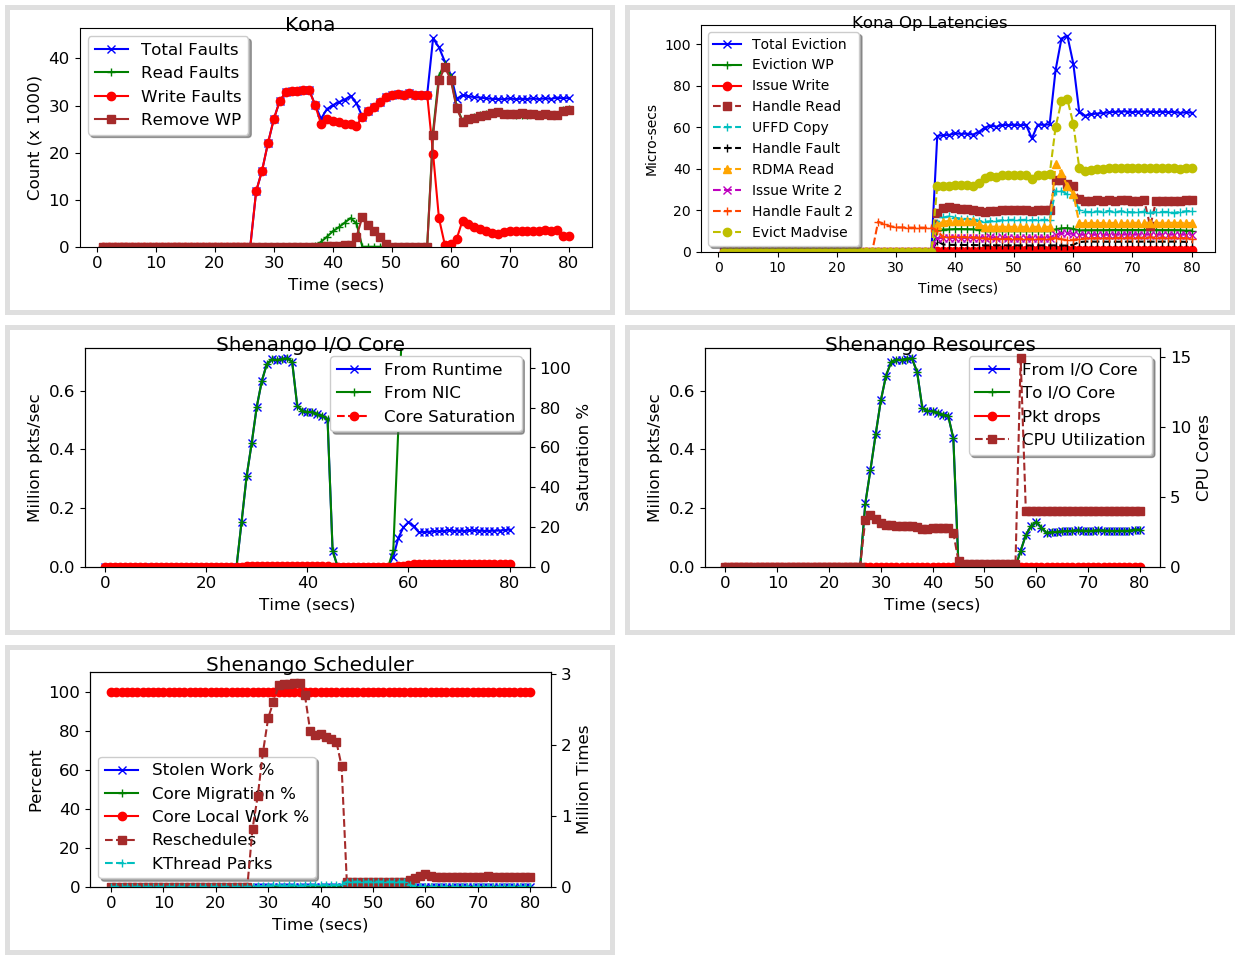 Kona
Count (x 1000)
40
30
20
10
0
Total Faults
Read Faults
Write Faults
Remove WP
0 10 20 30 40 50 60 70 80
Time (secs)
Kona Op Latencies
Micro-secs
100
80
60
40
20
0
Total Eviction
Eviction WP
Issue Write
Handle Read
UFFD Copy
Handle Fault
RDMA Read
Issue Write 2
Handle Fault 2
Evict Madvise
0 10 20 30 40 50 60 70 80
Time (secs)
Shenango I/O Core
Million pkts/sec
0.6
0.4
0.2
0.0
From Runtime
From NIC
Core Saturation
100
80
60
40
20
0
Saturation %
0 20 40 60 80
Time (secs)
Shenango Resources
Million pkts/sec
0.6
0.4
0.2
0.0
From I/O Core
To I/O Core
Pkt drops
CPU Utilization
15
10
5
0
CPU Cores
0 10 20 30 40 50 60 70 80
Time (secs)
Shenango Scheduler
Percent
100
80
60
40
20
0
Stolen Work %
Core Migration %
Core Local Work %
Reschedules
KThread Parks
3
2
1
0
Million Times
0 10 20 30 40 50 60 70 80
Time (secs)